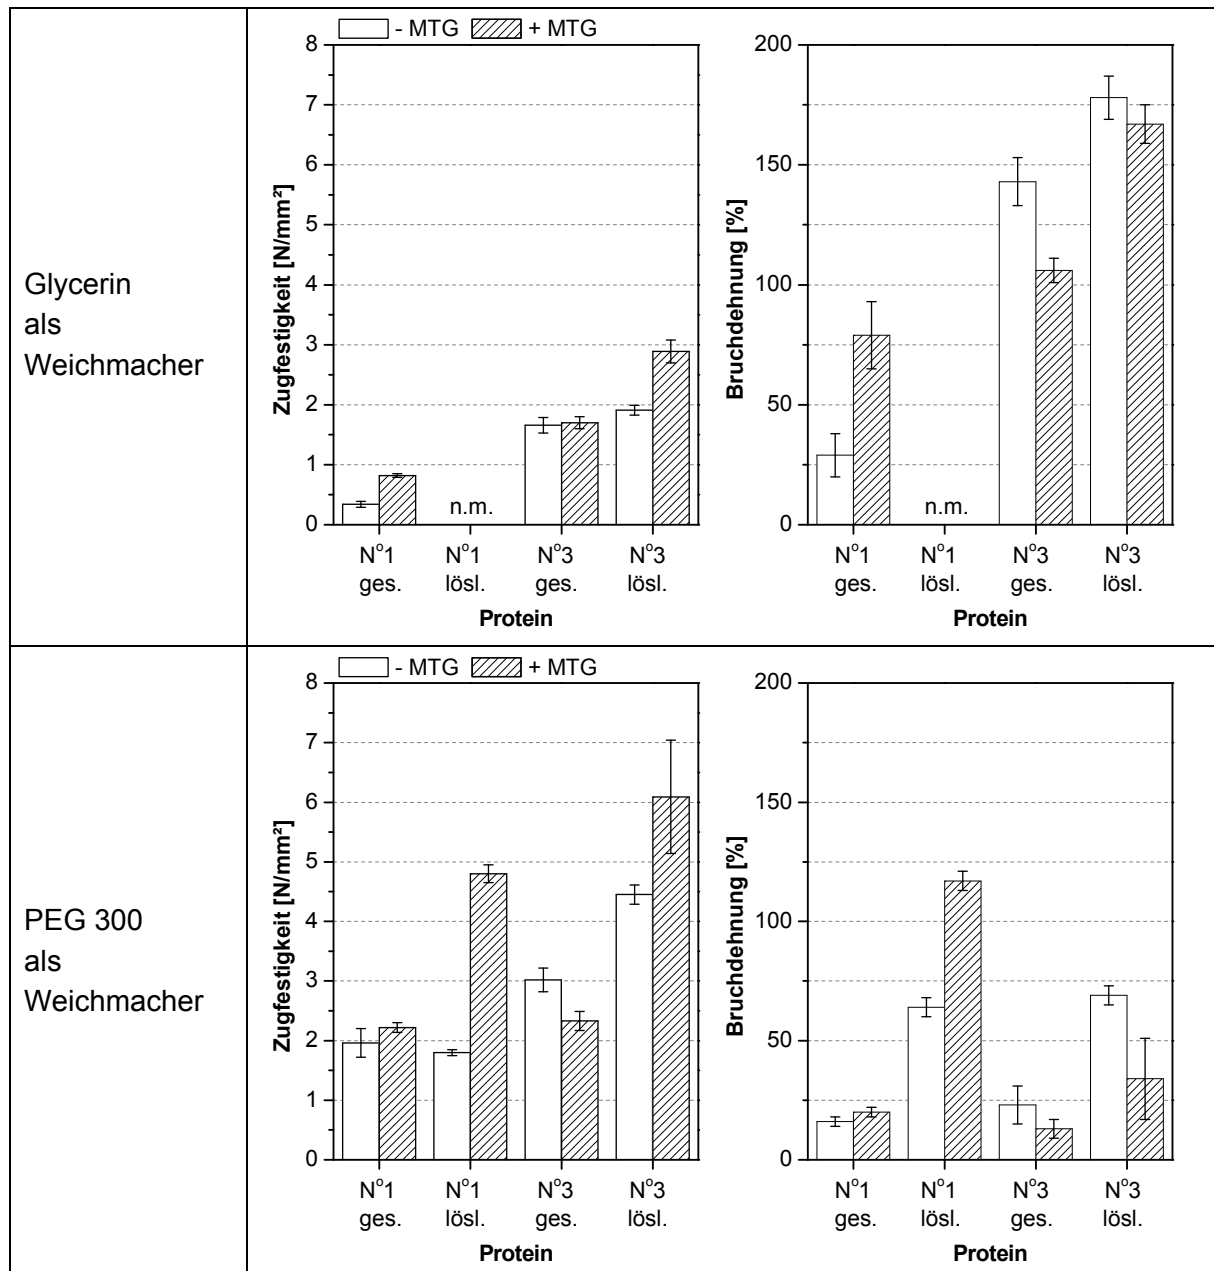 Glycerin
als
Weichmacher
- MTG + MTG
Zugfestigkeit [N/mm²]
8
7
6
5
4
3
2
1
0
n.m.
N°1 N°1 N°3 N°3
ges. lösl. ges. lösl.
Protein
Bruchdehnung [%]
200
150
100
50
0
n.m.
N°1 N°1 N°3 N°3
ges. lösl. ges. lösl.
Protein
PEG 300
als
Weichmacher
- MTG + MTG
Zugfestigkeit [N/mm²]
8
7
6
5
4
3
2
1
0
N°1 N°1 N°3 N°3
ges. lösl. ges. lösl.
Protein
Bruchdehnung [%]
200
150
100
50
0
N°1 N°1 N°3 N°3
ges. lösl. ges. lösl.
Protein